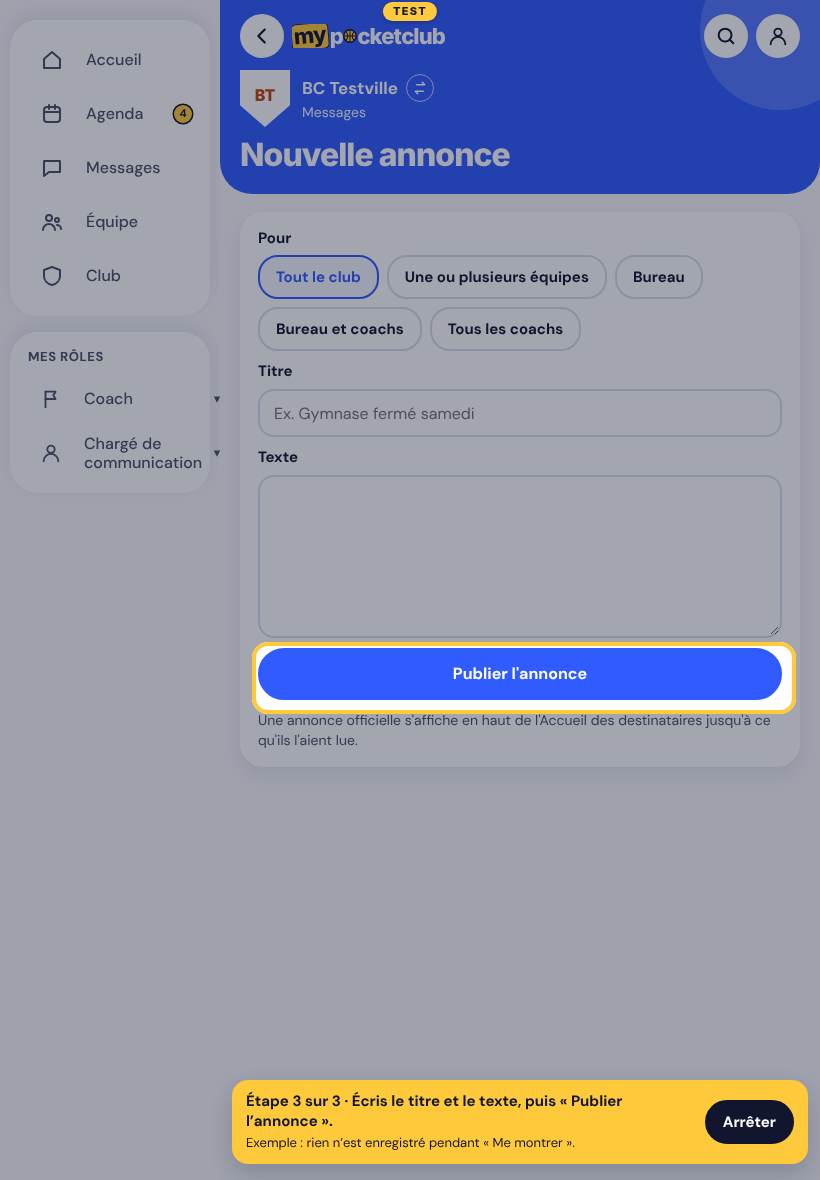 TEST
mypocketclub
Accueil
Agenda 4
Messages
Équipe
Club
MES RÔLES
Coach ▾
Chargé de
communication ▾
BT
BC Testville
Messages
Nouvelle annonce
Pour
Tout le club
Une ou plusieurs équipes
Bureau
Bureau et coachs
Tous les coachs
Titre
Ex. Gymnase fermé samedi
Texte
Publier l'annonce
Une annonce officielle s'affiche en haut de l'Accueil des destinataires jusqu'à ce
qu'ils l'aient lue.
Étape 3 sur 3 · Écris le titre et le texte, puis « Publier
l’annonce ».
Exemple : rien n’est enregistré pendant « Me montrer ».
Arrêter